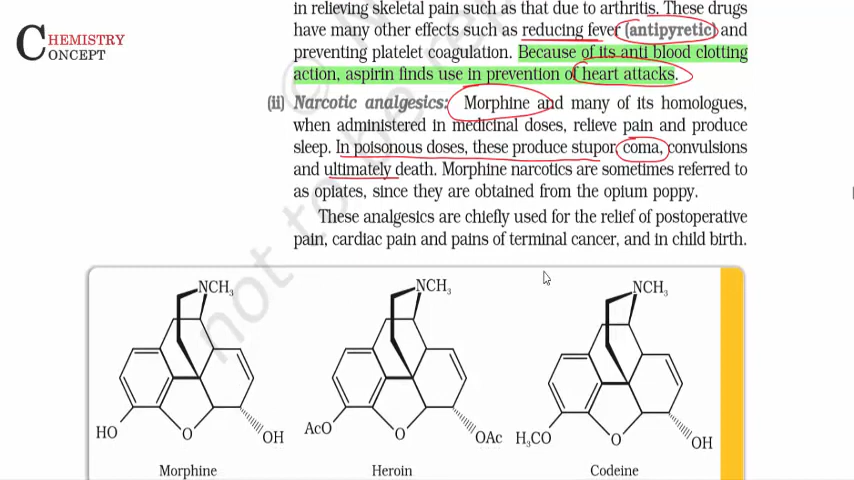 in relieving skeletal pain such as that due to arthritis. These drugs
CHEMISTRY
CONCEPT
have many other effects such as reducing fever (antipyretic) and
preventing platelet coagulation. Because of its anti blood clotting
action, aspirin finds use in prevention of heart attacks.
(ii) Narcotic analgesics: Morphine and many of its homologues,
when administered in medicinal doses, relieve pain and produce
sleep. In poisonous doses, these produce stupor, coma, convulsions
and ultimately death. Morphine narcotics are sometimes referred to
as opiates, since they are obtained from the opium poppy.
These analgesics are chiefly used for the relief of postoperative
pain, cardiac pain and pains of terminal cancer, and in child birth.
not to be rep
NCH₃ NCH₃ NCH₃
HO O OH AcO O OAc H₃CO O OH
Morphine Heroin Codeine